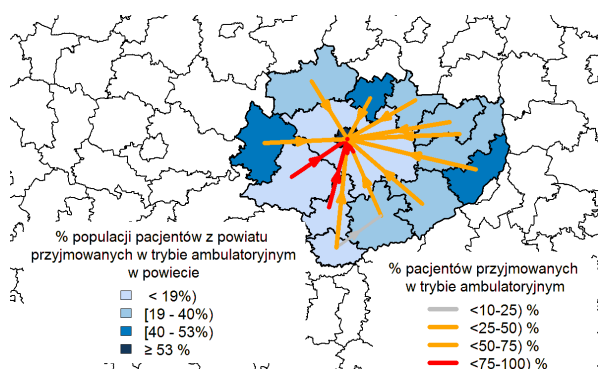 % populacji pacjentów z powiatu
przyjmowanych w trybie ambulatoryjnym
w powiecie
< 19%)
[19 - 40%)
[40 - 53%)
≥ 53 %
% pacjentów przyjmowanych
w trybie ambulatoryjnym
<10-25) %
<25-50) %
<50-75) %
<75-100) %